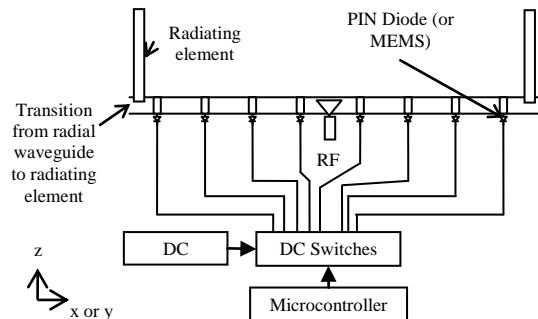 Radiating
element
PIN Diode (or
MEMS)
Transition
from radial
waveguide
to radiating
element
RF
DC
DC Switches
Microcontroller
z
x or y